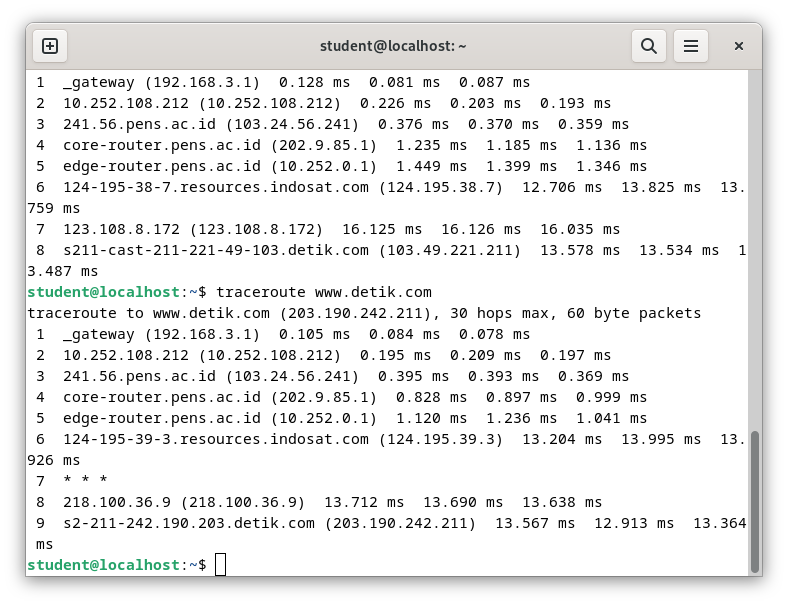 student@localhost: ~
1 _gateway (192.168.3.1) 0.128 ms 0.081 ms 0.087 ms
2 10.252.108.212 (10.252.108.212) 0.226 ms 0.203 ms 0.193 ms
3 241.56.pens.ac.id (103.24.56.241) 0.376 ms 0.370 ms 0.359 ms
4 core-router.pens.ac.id (202.9.85.1) 1.235 ms 1.185 ms 1.136 ms
5 edge-router.pens.ac.id (10.252.0.1) 1.449 ms 1.399 ms 1.346 ms
6 124-195-38-7.resources.indosat.com (124.195.38.7) 12.706 ms 13.825 ms 13.
759 ms
7 123.108.8.172 (123.108.8.172) 16.125 ms 16.126 ms 16.035 ms
8 s211-cast-211-221-49-103.detik.com (103.49.221.211) 13.578 ms 13.534 ms 1
3.487 ms
student@localhost:~$ traceroute www.detik.com
traceroute to www.detik.com (203.190.242.211), 30 hops max, 60 byte packets
1 _gateway (192.168.3.1) 0.105 ms 0.084 ms 0.078 ms
2 10.252.108.212 (10.252.108.212) 0.195 ms 0.209 ms 0.197 ms
3 241.56.pens.ac.id (103.24.56.241) 0.395 ms 0.393 ms 0.369 ms
4 core-router.pens.ac.id (202.9.85.1) 0.828 ms 0.897 ms 0.999 ms
5 edge-router.pens.ac.id (10.252.0.1) 1.120 ms 1.236 ms 1.041 ms
6 124-195-39-3.resources.indosat.com (124.195.39.3) 13.204 ms 13.995 ms 13.
926 ms
7 * * *
8 218.100.36.9 (218.100.36.9) 13.712 ms 13.690 ms 13.638 ms
9 s2-211-242.190.203.detik.com (203.190.242.211) 13.567 ms 12.913 ms 13.364
ms
student@localhost:~$